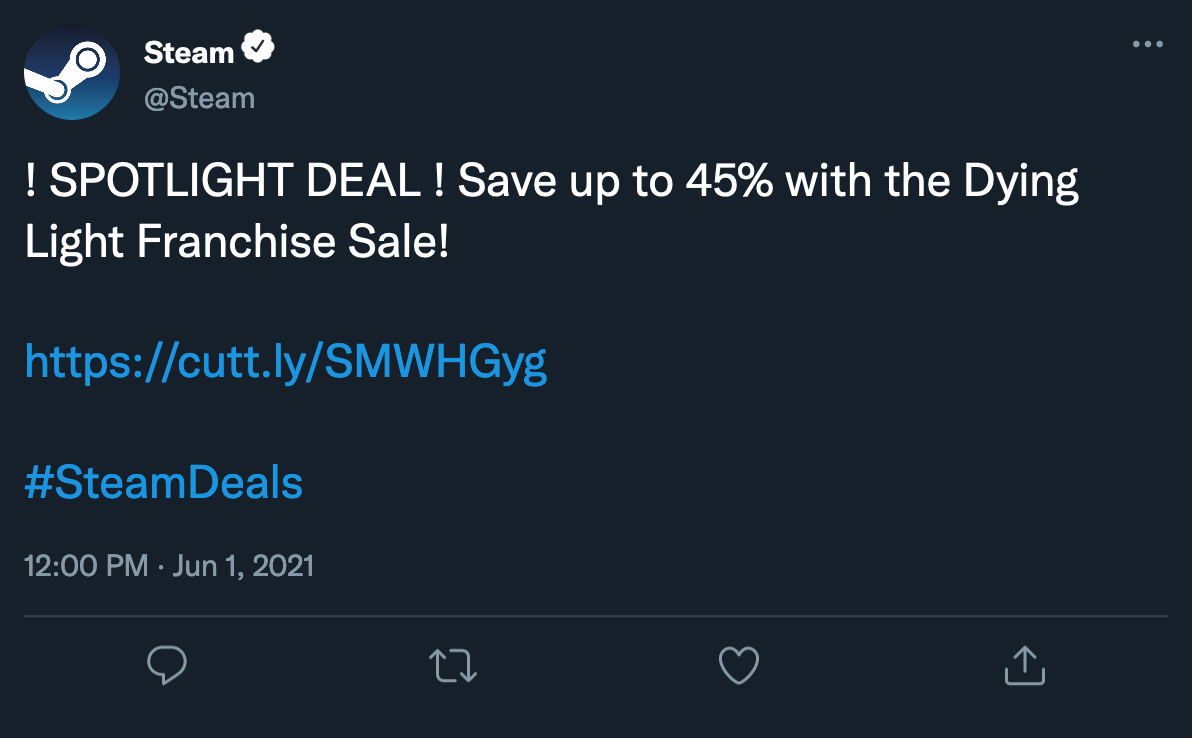 Steam
@Steam
! SPOTLIGHT DEAL ! Save up to 45% with the Dying
Light Franchise Sale!
https://cutt.ly/SMWHGyg
#SteamDeals
12:00 PM · Jun 1, 2021